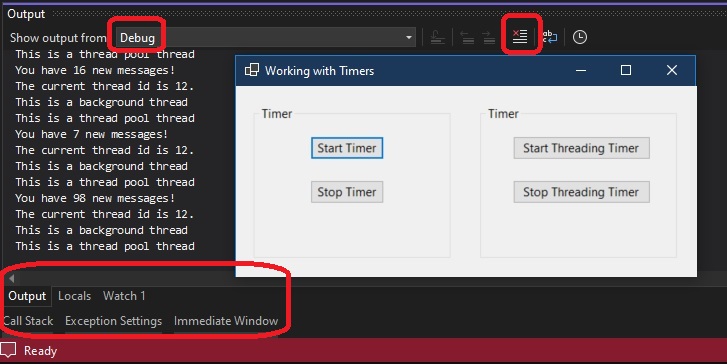 Output
Show output from: Debug
This is a thread pool thread
You have 16 new messages!
The current thread id is 12.
This is a background thread
This is a thread pool thread
You have 7 new messages!
The current thread id is 12.
This is a background thread
This is a thread pool thread
You have 98 new messages!
The current thread id is 12.
This is a background thread
This is a thread pool thread
Working with Timers
Timer
Start Timer
Stop Timer
Timer
Start Threading Timer
Stop Threading Timer
Output Locals Watch 1
Call Stack Exception Settings Immediate Window
Ready